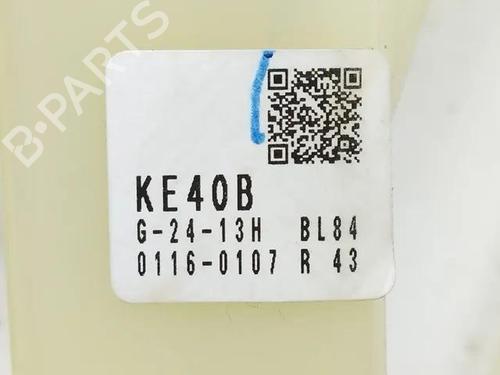 B-PARTS
KE40B
G-24-13H BL84
0116-0107 R 43